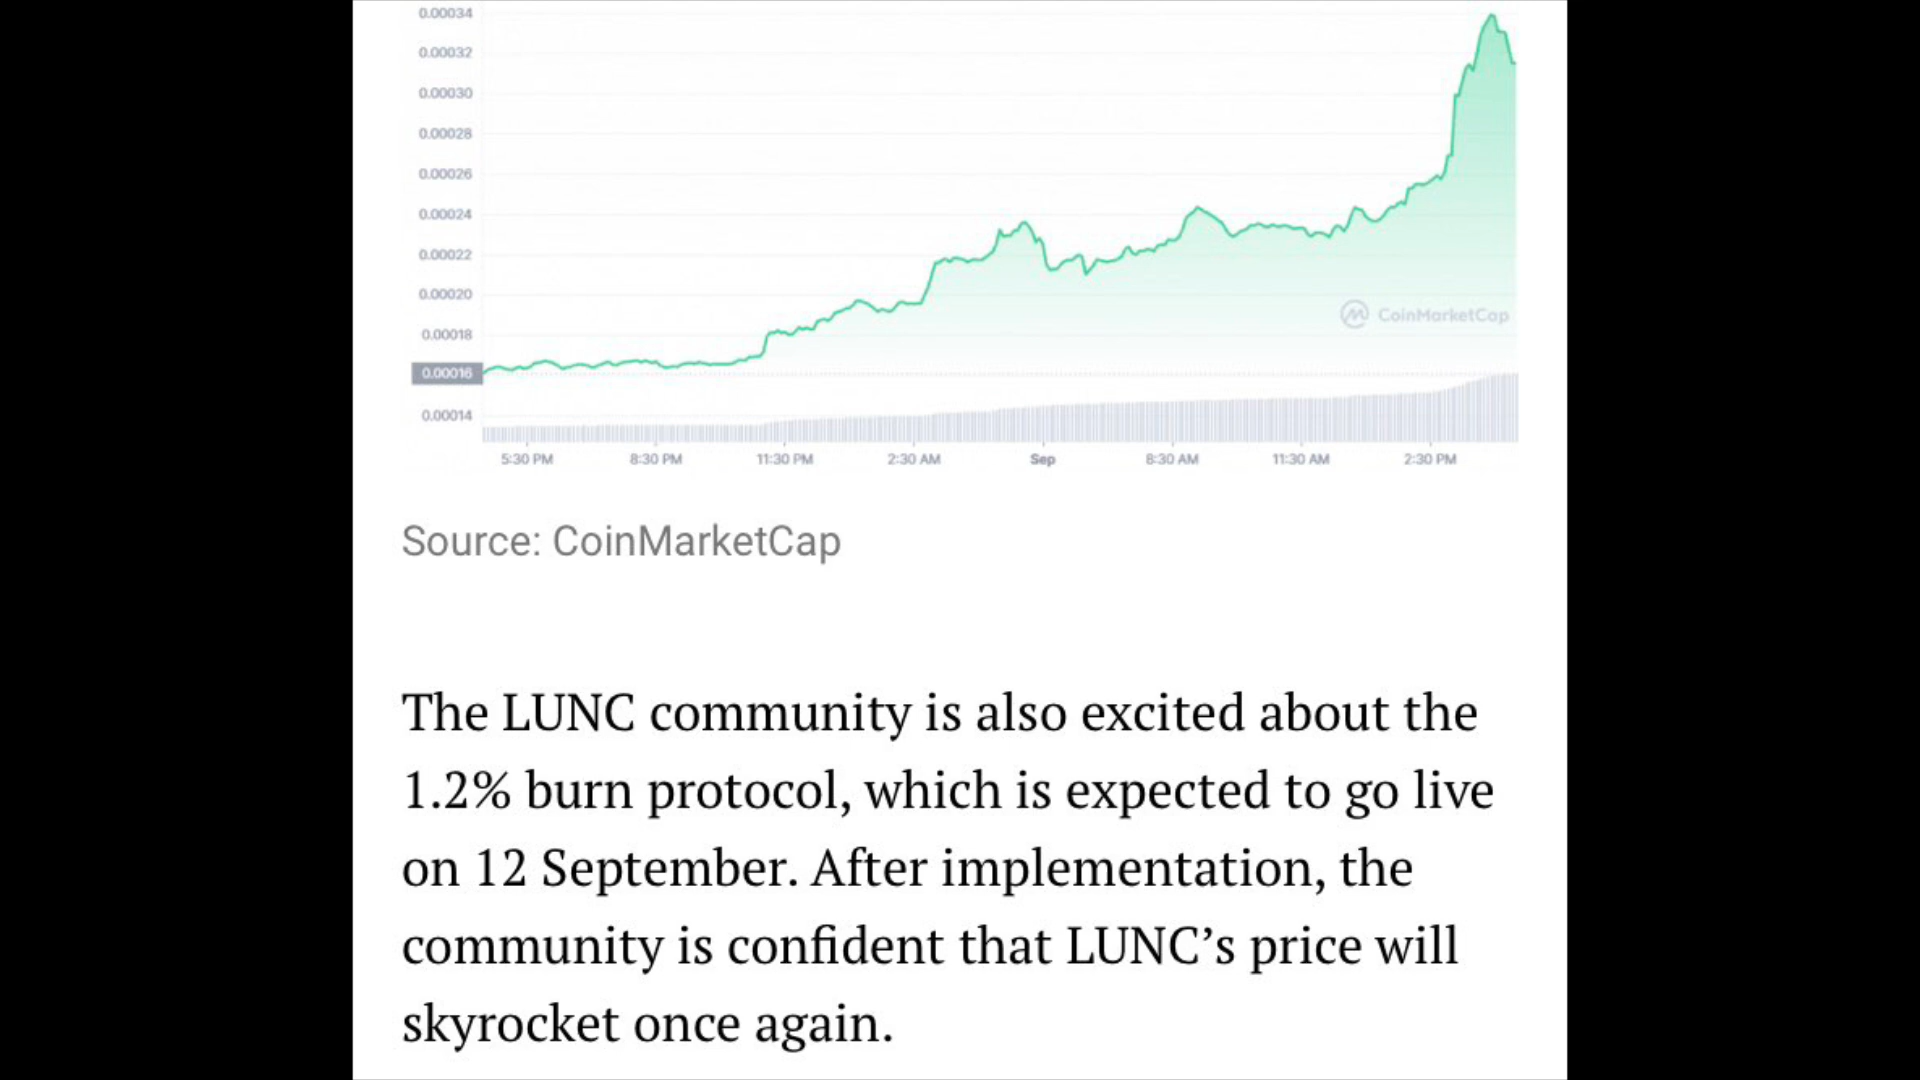 0.00034
0.00032
0.00030
0.00028
0.00026
0.00024
0.00022
0.00020
0.00018
0.00016
0.00014
CoinMarketCap
5:30 PM 8:30 PM 11:30 PM 2:30 AM Sep 8:30 AM 11:30 AM 2:30 PM
Source: CoinMarketCap
The LUNC community is also excited about the
1.2% burn protocol, which is expected to go live
on 12 September. After implementation, the
community is confident that LUNC’s price will
skyrocket once again.